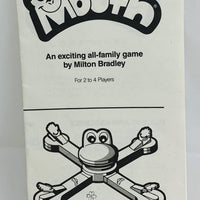 Mouth
An exciting all-family game
by Milton Bradley
For 2 to 4 Players